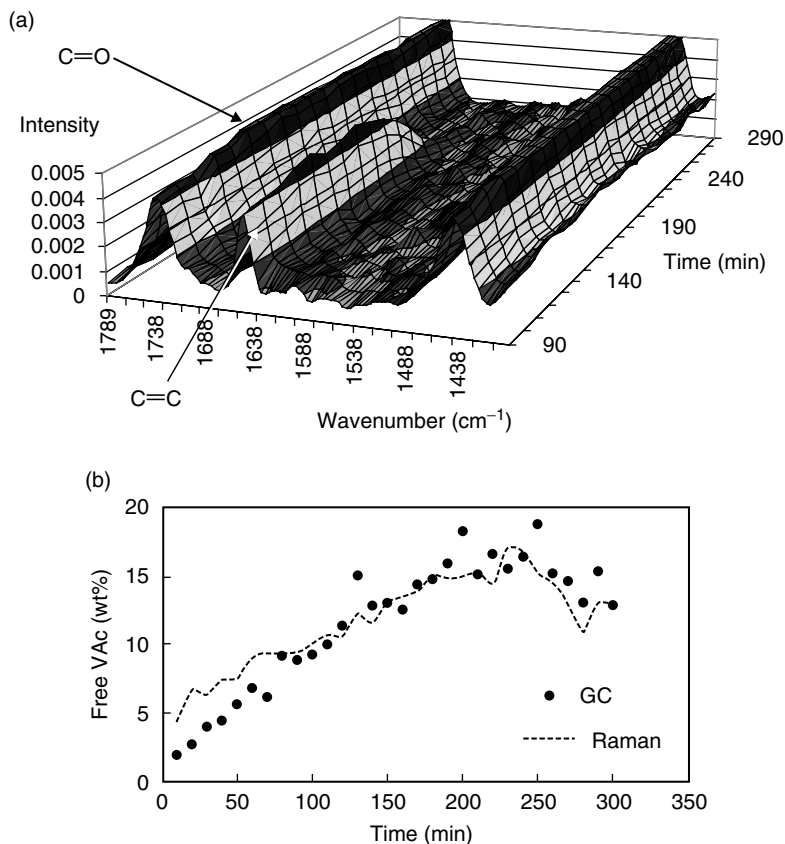 (a)
C=O
Intensity
0.005
0.004
0.003
0.002
0.001
0
1789
1738
1688
1638
1588
1538
1488
1438
90
140
190
240
290
Time (min)
C=C
Wavenumber (cm⁻¹)
(b)
20
15
10
5
0
Free VAc (wt%)
GC
Raman
0
50
100
150
200
250
300
350
Time (min)